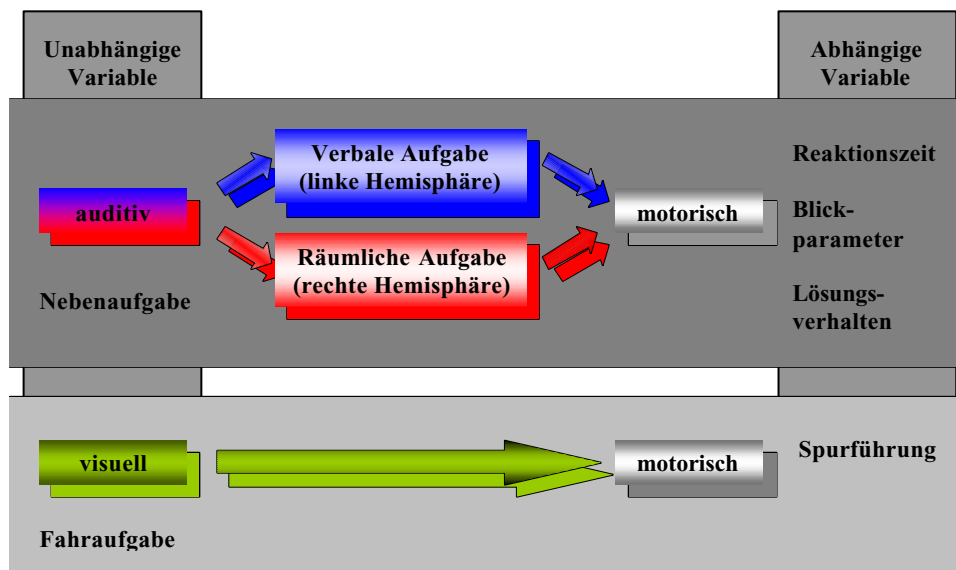 Unabhängige
Variable
Abhängige
Variable
Verbale Aufgabe
(linke Hemisphäre)
Reaktionszeit
auditiv
motorisch
Blick-
parameter
Räumliche Aufgabe
(rechte Hemisphäre)
Nebenaufgabe
Lösungs-
verhalten
visuell
motorisch
Spurführung
Fahraufgabe